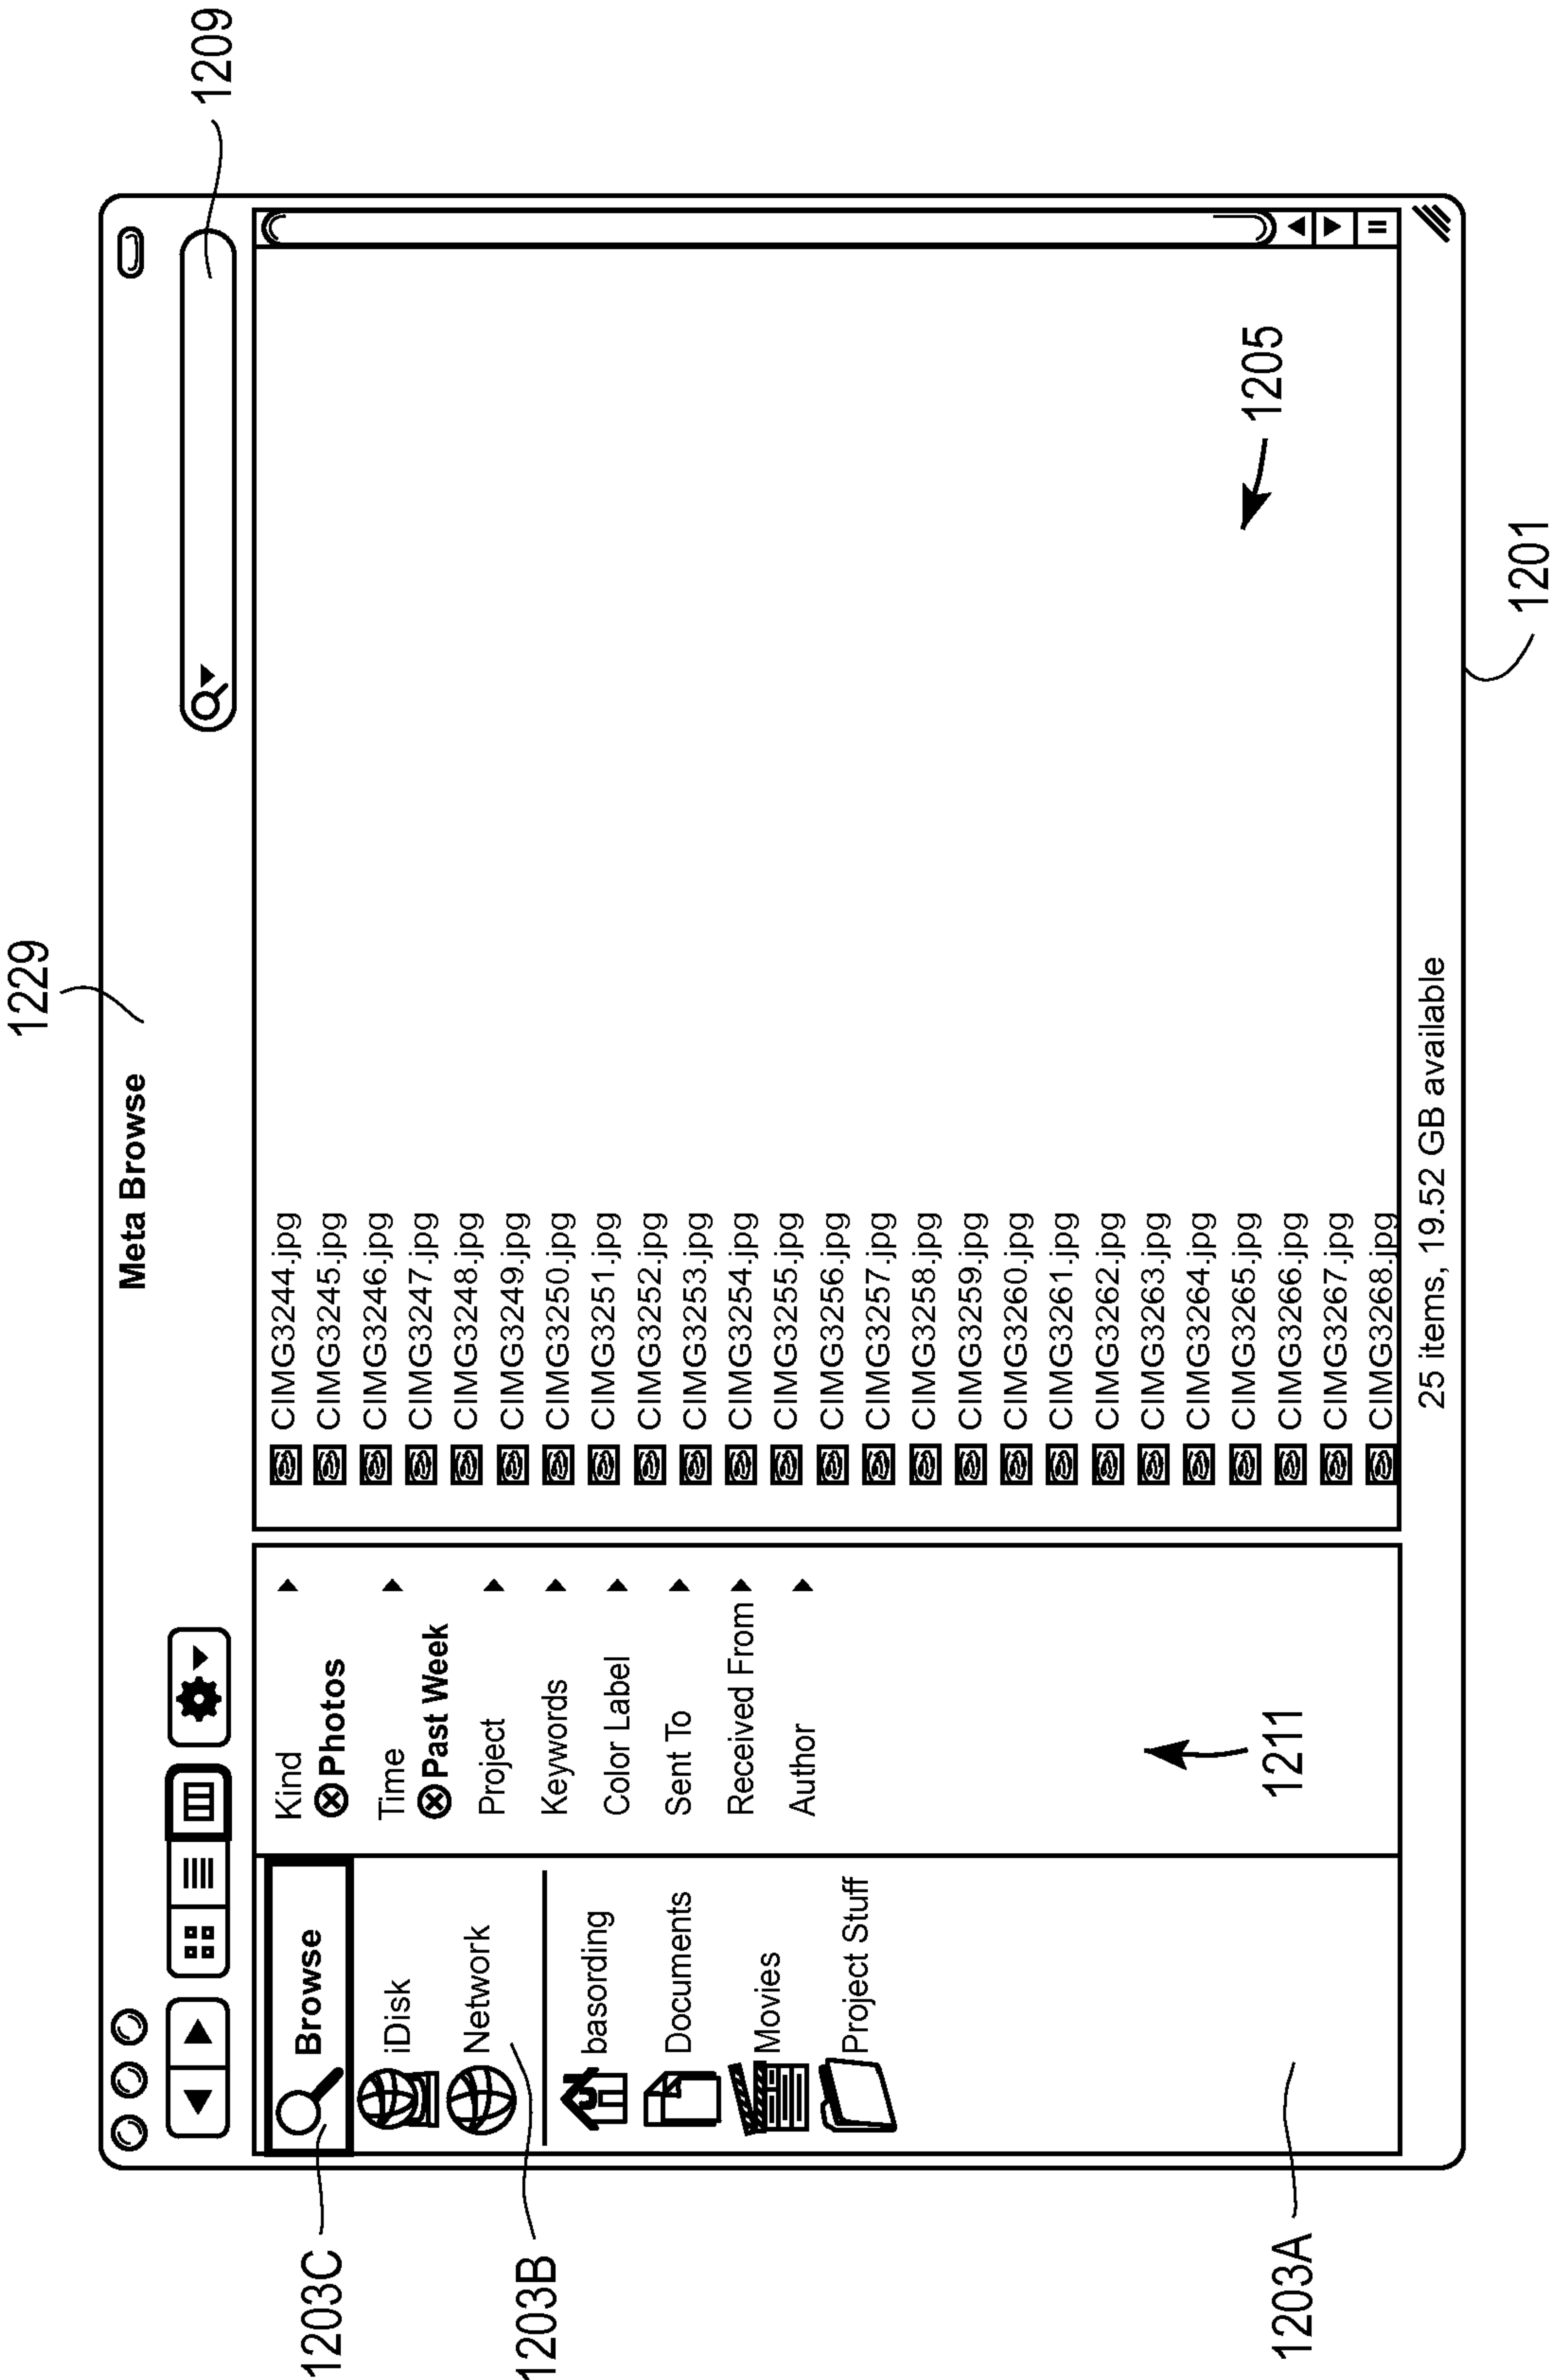 1229
1209
Meta Browse
1203C
Browse
iDisk
Network
1203B
basording
Documents
Movies
Project Stuff
1203A
Kind
Photos
Time
Past Week
Project
Keywords
Color Label
Sent To
Received From
Author
1211
CIMG3244.jpg
CIMG3245.jpg
CIMG3246.jpg
CIMG3247.jpg
CIMG3248.jpg
CIMG3249.jpg
CIMG3250.jpg
CIMG3251.jpg
CIMG3252.jpg
CIMG3253.jpg
CIMG3254.jpg
CIMG3255.jpg
CIMG3256.jpg
CIMG3257.jpg
CIMG3258.jpg
CIMG3259.jpg
CIMG3260.jpg
CIMG3261.jpg
CIMG3262.jpg
CIMG3263.jpg
CIMG3264.jpg
CIMG3265.jpg
CIMG3266.jpg
CIMG3267.jpg
CIMG3268.jpg
1205
25 items, 19.52 GB available
1201